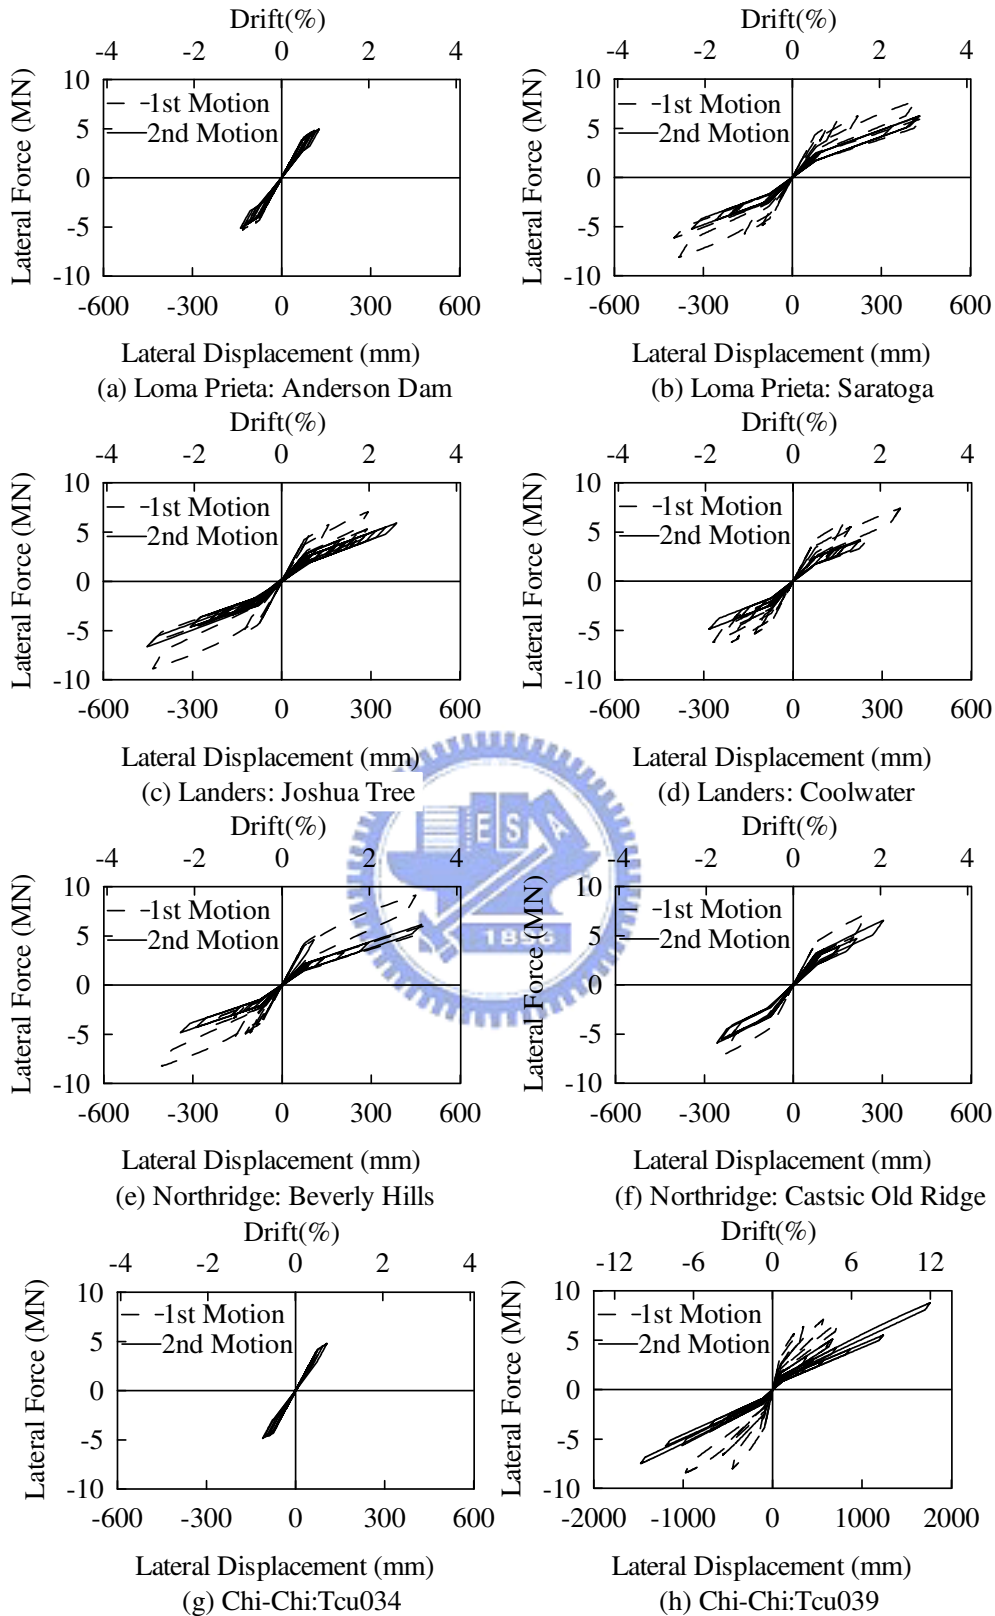 Drift(%)
-4 -2 0 2 4
Lateral Force (MN)
10
5
0
-5
-10
1st Motion
2nd Motion
-600 -300 0 300 600
Lateral Displacement (mm)
(a) Loma Prieta: Anderson Dam
Drift(%)
-4 -2 0 2 4
Lateral Force (MN)
10
5
0
-5
-10
1st Motion
2nd Motion
-600 -300 0 300 600
Lateral Displacement (mm)
(b) Loma Prieta: Saratoga
Drift(%)
-4 -2 0 2 4
Lateral Force (MN)
10
5
0
-5
-10
1st Motion
2nd Motion
-600 -300 0 300 600
Lateral Displacement (mm)
(c) Landers: Joshua Tree
Drift(%)
-4 -2 0 2 4
Lateral Force (MN)
10
5
0
-5
-10
1st Motion
2nd Motion
-600 -300 0 300 600
Lateral Displacement (mm)
(d) Landers: Coolwater
ESA
1896
Drift(%)
-4 -2 0 2 4
Lateral Force (MN)
10
5
0
-5
-10
1st Motion
2nd Motion
-600 -300 0 300 600
Lateral Displacement (mm)
(e) Northridge: Beverly Hills
Drift(%)
-4 -2 0 2 4
Lateral Force (MN)
10
5
0
-5
-10
1st Motion
2nd Motion
-600 -300 0 300 600
Lateral Displacement (mm)
(f) Northridge: Castsic Old Ridge
Drift(%)
-4 -2 0 2 4
Lateral Force (MN)
10
5
0
-5
-10
1st Motion
2nd Motion
-600 -300 0 300 600
Lateral Displacement (mm)
(g) Chi-Chi:Tcu034
Drift(%)
-12 -6 0 6 12
Lateral Force (MN)
10
5
0
-5
-10
1st Motion
2nd Motion
-2000 -1000 0 1000 2000
Lateral Displacement (mm)
(h) Chi-Chi:Tcu039